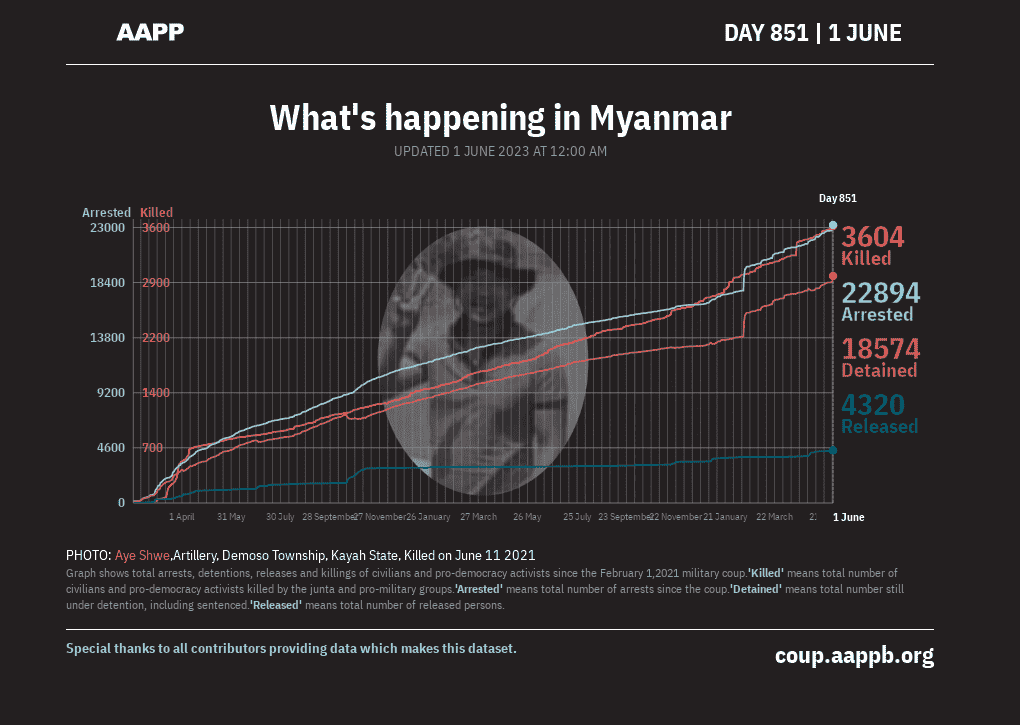 AAPP
DAY 851 | 1 JUNE
What's happening in Myanmar
UPDATED 1 JUNE 2023 AT 12:00 AM
Day 851
Arrested Killed
23000 3600
18400 2900
13800 2200
9200 1400
4600 700
0
3604
Killed
22894
Arrested
18574
Detained
4320
Released
1 April 31 May 30 July 28 September 27 November 26 January 27 March 26 May 25 July 23 September 22 November 21 January 22 March 21 1 June
PHOTO: Aye Shwe,Artillery, Demoso Township, Kayah State, Killed on June 11 2021
Graph shows total arrests, detentions, releases and killings of civilians and pro-democracy activists since the February 1,2021 military coup.'Killed' means total number of
civilians and pro-democracy activists killed by the junta and pro-military groups.'Arrested' means total number of arrests since the coup.'Detained' means total number still
under detention, including sentenced.'Released' means total number of released persons.
Special thanks to all contributors providing data which makes this dataset.
coup.aappb.org